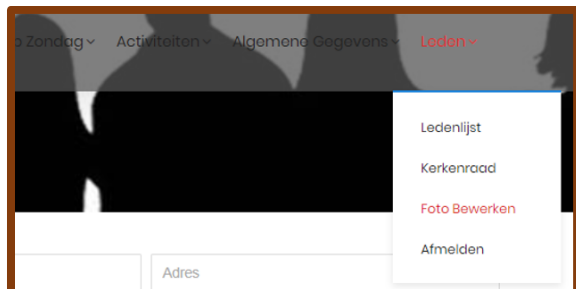 Zondag Activiteiten Algemene Gegevens Leden
Ledenlijst
Kerkenraad
Foto Bewerken
Afmelden
Adres